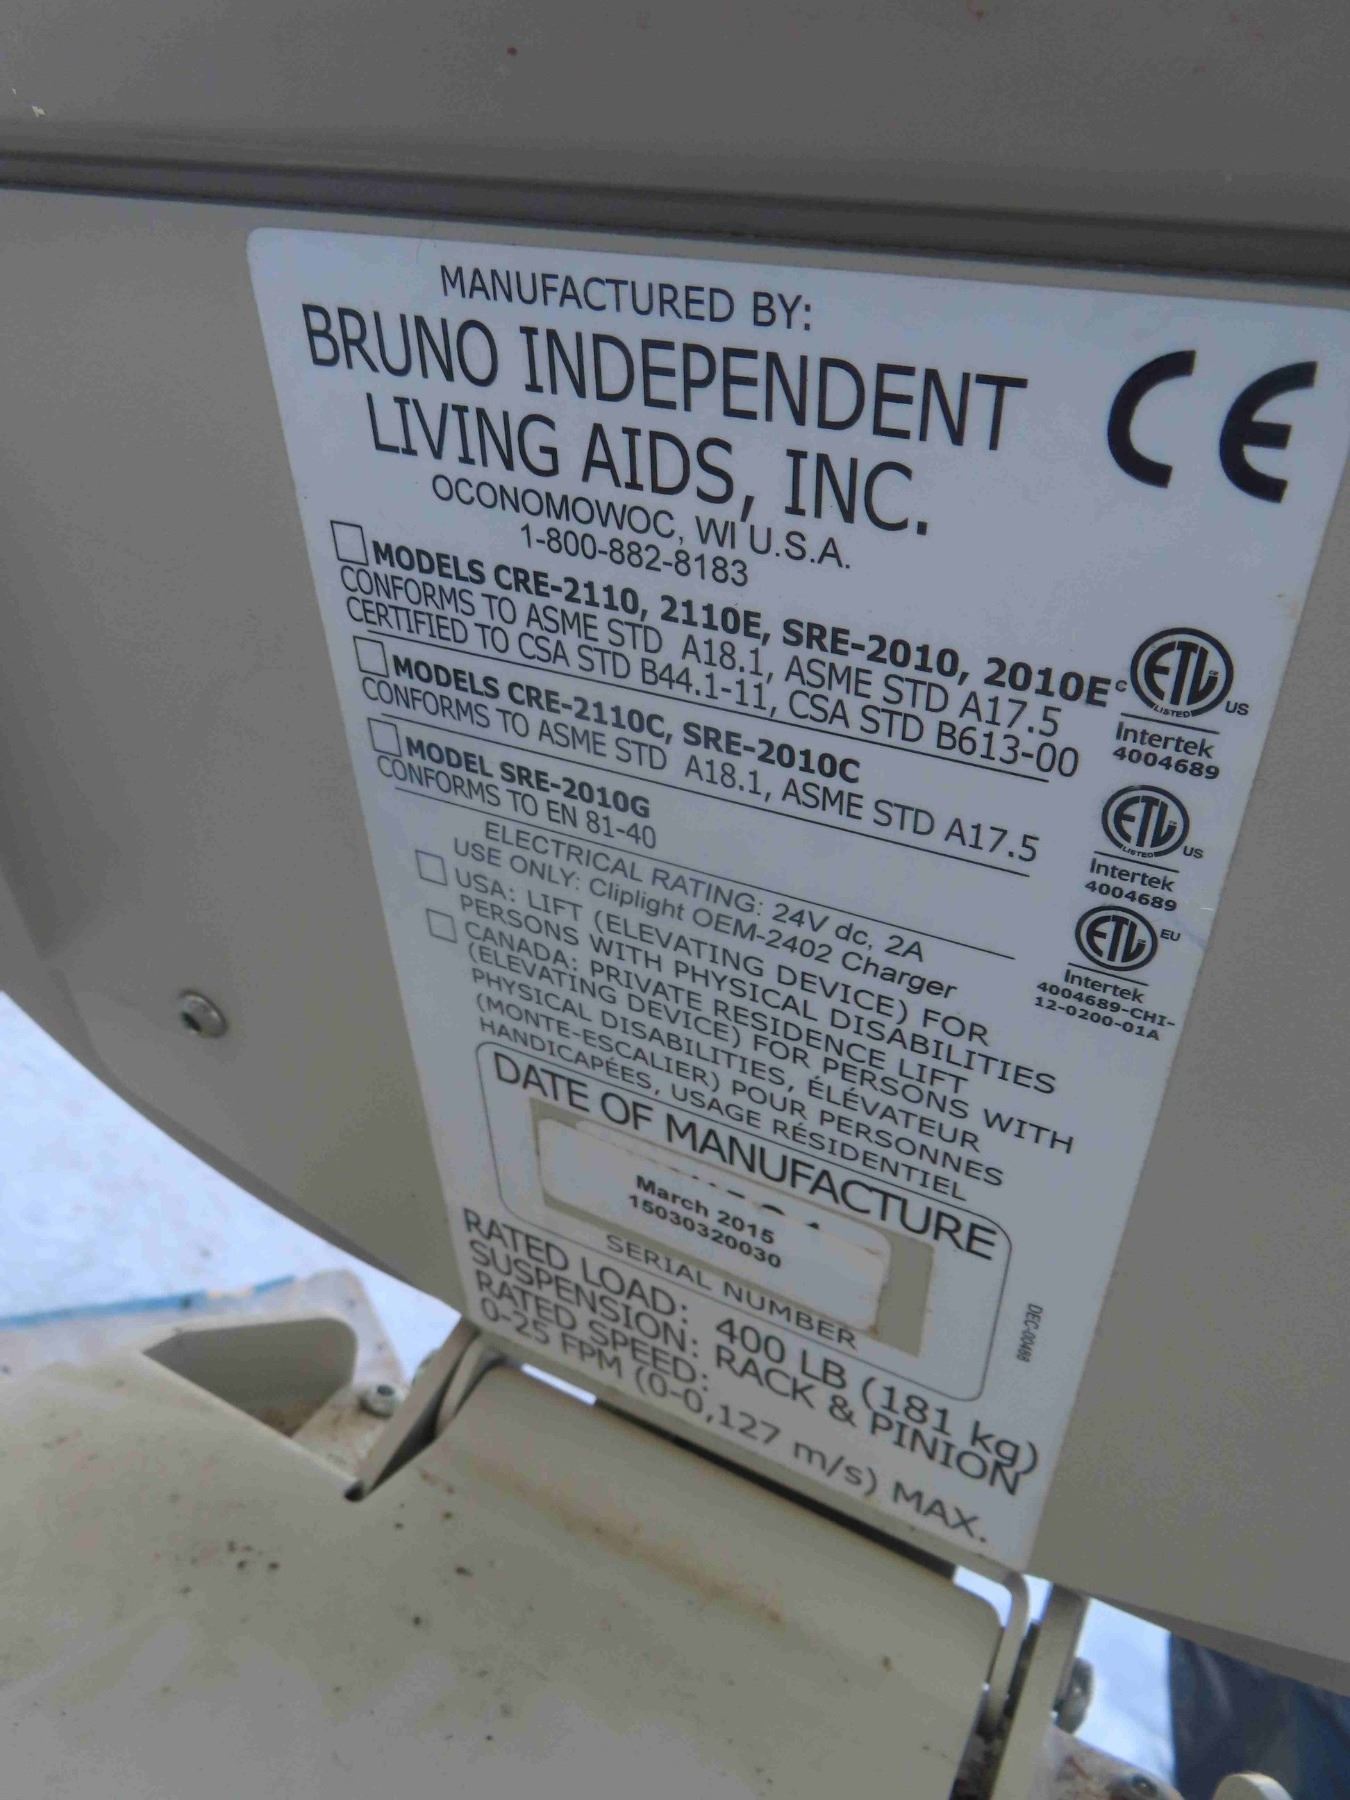 MANUFACTURED BY:
BRUNO INDEPENDENT
LIVING AIDS, INC.
OCONOMOWOC, WI U.S.A.
1-800-882-8183
CE
MODELS CRE-2110, 2110E, SRE-2010, 2010E
CONFORMS TO ASME STD A18.1, ASME STD A17.5
CERTIFIED TO CSA STD B44.1-11, CSA STD B613-00
C ETL US
LISTED
Intertek
4004689
MODELS CRE-2110C, SRE-2010C
CONFORMS TO ASME STD A18.1, ASME STD A17.5
ETL US
LISTED
Intertek
4004689
MODEL SRE-2010G
CONFORMS TO EN 81-40
ETL EU
Intertek
4004689-CHI-
12-0200-01A
ELECTRICAL RATING: 24V dc, 2A
USE ONLY: Cliplight OEM-2402 Charger
USA: LIFT (ELEVATING DEVICE) FOR
PERSONS WITH PHYSICAL DISABILITIES
CANADA: PRIVATE RESIDENCE LIFT
(ELEVATING DEVICE) FOR PERSONS WITH
PHYSICAL DISABILITIES, ÉLÉVATEUR
(MONTE-ESCALIER) POUR PERSONNES
HANDICAPÉES, USAGE RÉSIDENTIEL
DATE OF MANUFACTURE
March 2015
15030320030
SERIAL NUMBER
DEC-00488
RATED LOAD: 400 LB (181 kg)
SUSPENSION: RACK & PINION
RATED SPEED:
0-25 FPM (0-0,127 m/s) MAX.